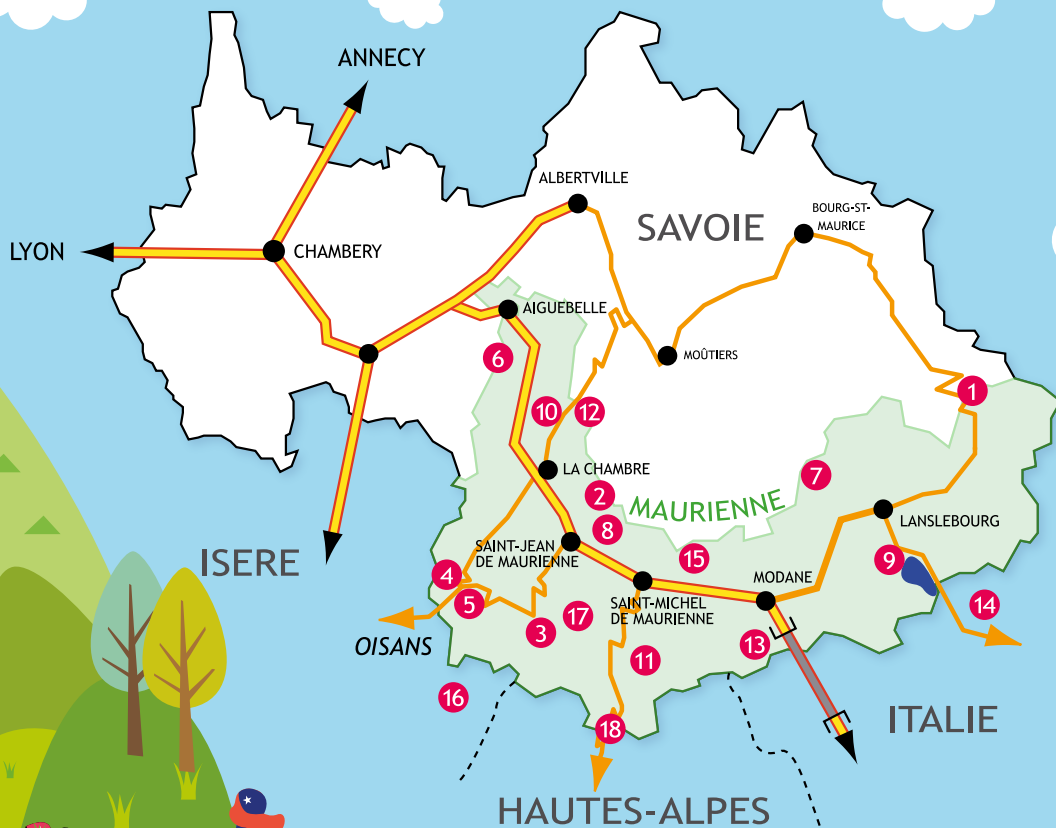 ANNECY
ALBERTVILLE
SAVOIE
BOURG-ST-
MAURICE
LYON
CHAMBERY
AIGUEBELLE
MOÛTIERS
6
1
10
12
LA CHAMBRE
7
2
MAURIENNE
8
LANSLEBOURG
SAINT-JEAN
DE MAURIENNE
15
ISERE
9
4
MODANE
5
SAINT-MICHEL
DE MAURIENNE
14
17
3
OISANS
13
11
16
ITALIE
18
HAUTES-ALPES